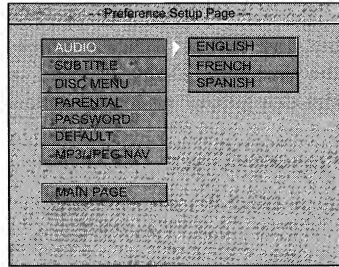 -- Preference Setup Page --
AUDIO
SUBTITLE
DISC MENU
PARENTAL
PASSWORD
DEFAULT
MP3/JPEG NAV
MAIN PAGE
ENGLISH
FRENCH
SPANISH